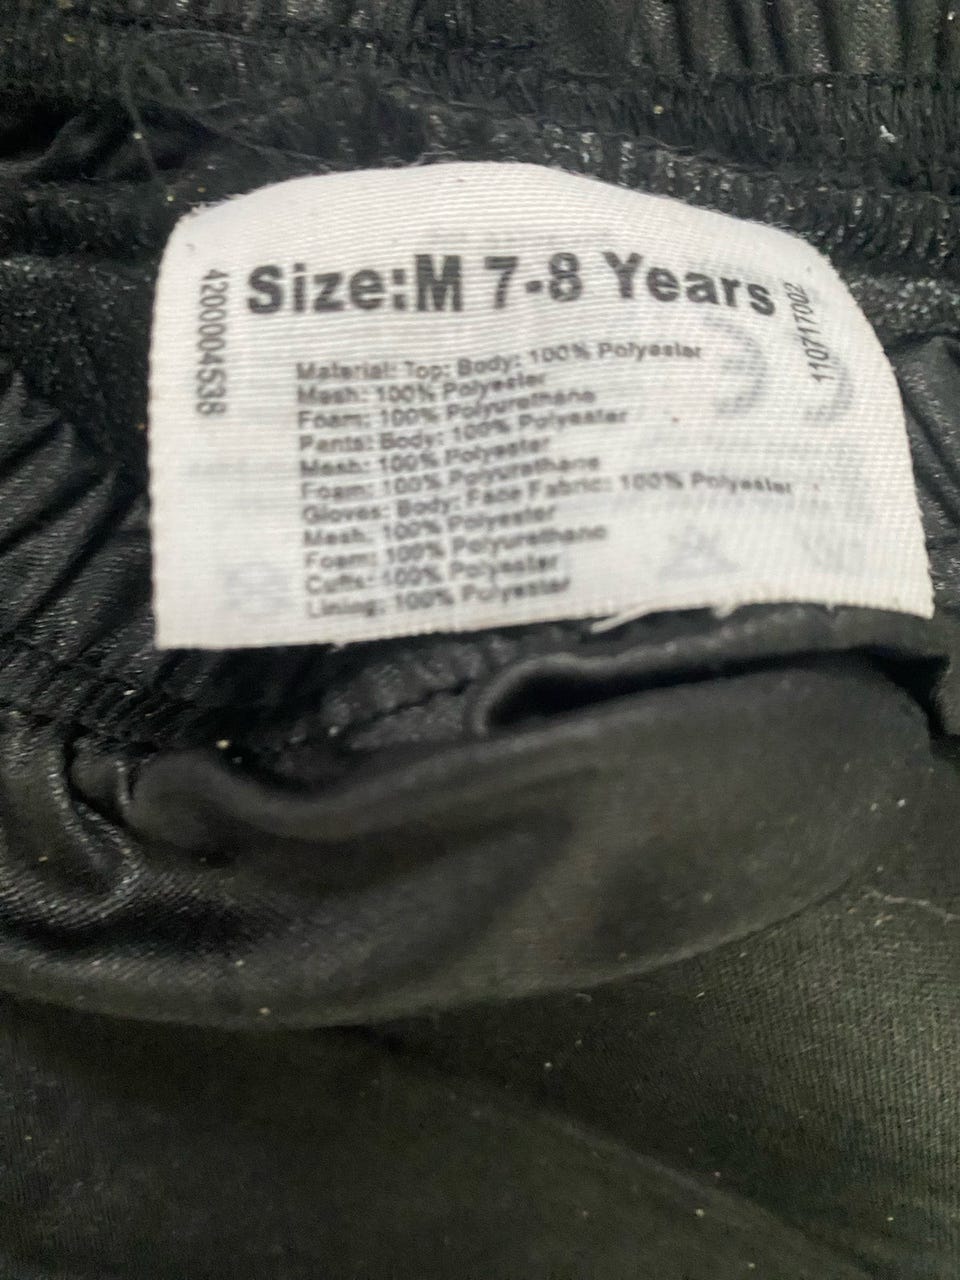 Size:M 7-8 Years
4200004538
110717002
Material: Top: Body: 100% Polyester
Mesh: 100% Polyester
Foam: 100% Polyurethane
Pants: Body: 100% Polyester
Mesh: 100% Polyester
Foam: 100% Polyurethane
Gloves: Body: Face Fabric: 100% Polyester
Mesh: 100% Polyester
Foam: 100% Polyurethane
Cuffs: 100% Polyester
Lining: 100% Polyester